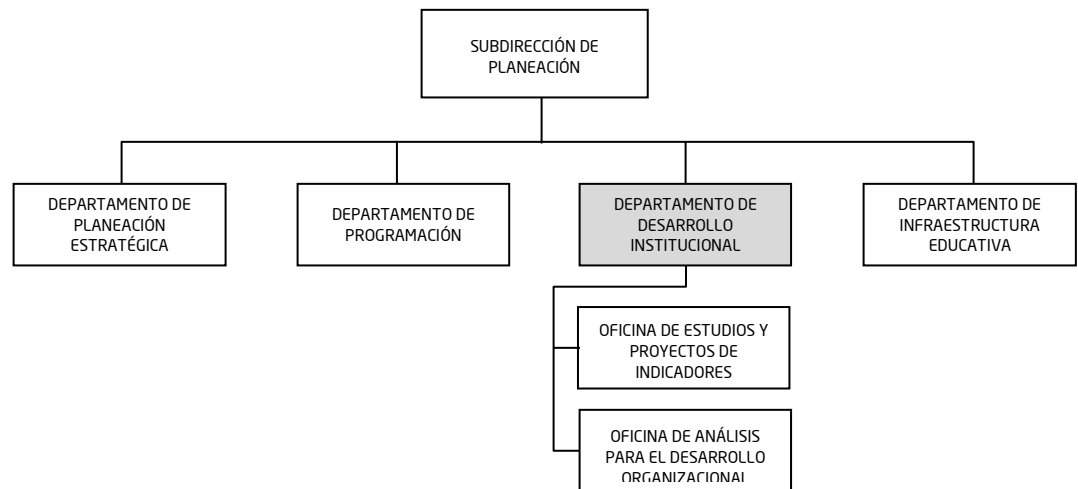 SUBDIRECCIÓN DE
PLANEACIÓN
DEPARTAMENTO DE
PLANEACIÓN
ESTRATÉGICA
DEPARTAMENTO DE
PROGRAMACIÓN
DEPARTAMENTO DE
DESARROLLO
INSTITUCIONAL
DEPARTAMENTO DE
INFRAESTRUCTURA
EDUCATIVA
OFICINA DE ESTUDIOS Y
PROYECTOS DE
INDICADORES
OFICINA DE ANÁLISIS
PARA EL DESARROLLO
ORGANIZACIONAL